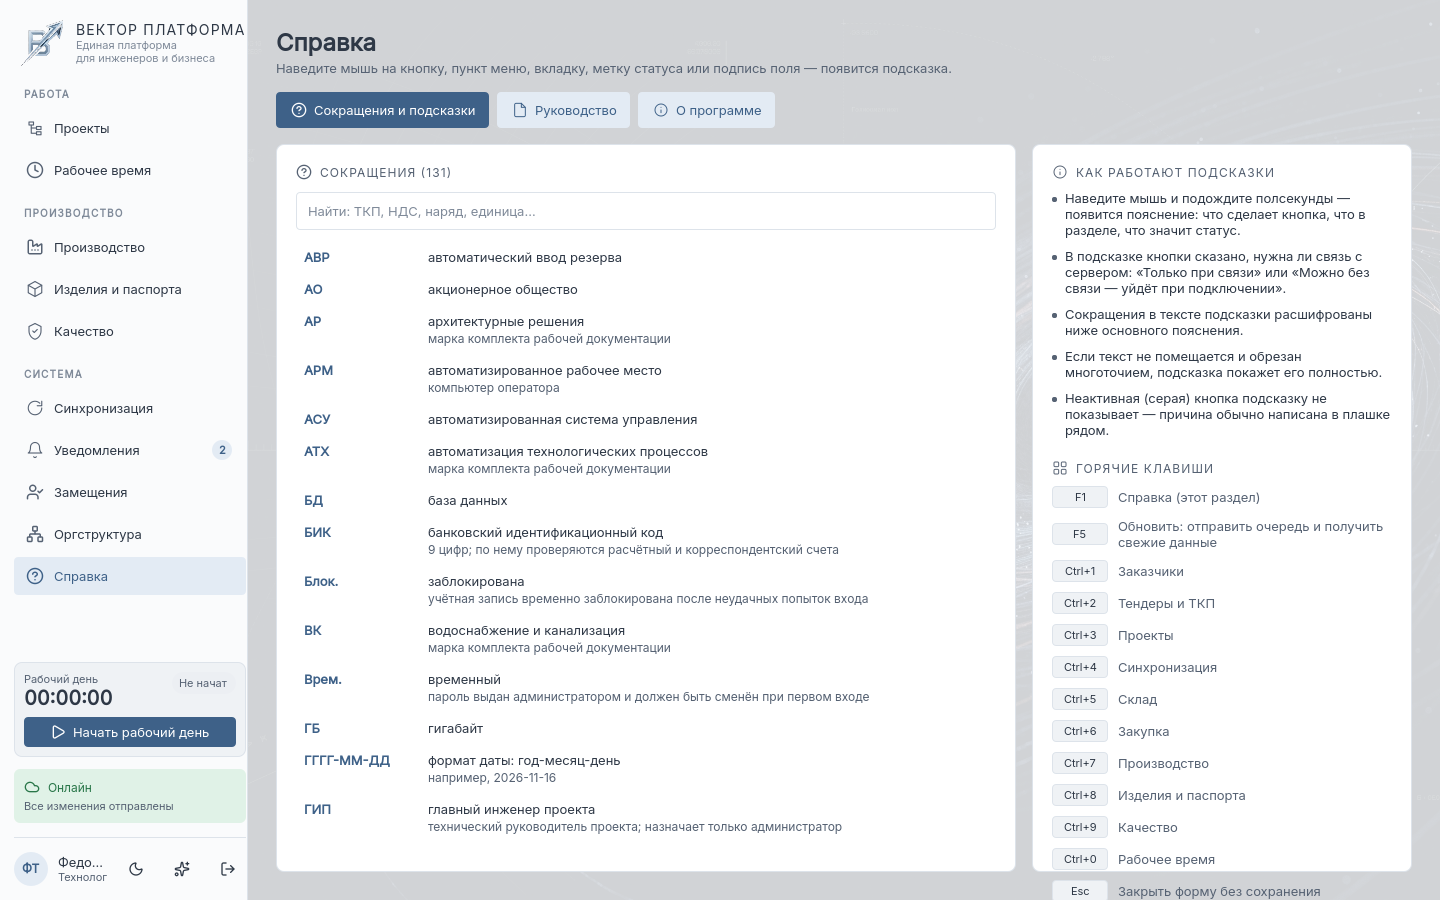 ВЕКТОР ПЛАТФОРМА
Единая платформа
для инженеров и бизнеса
РАБОТА
Проекты
Рабочее время
ПРОИЗВОДСТВО
Производство
Изделия и паспорта
Качество
СИСТЕМА
Синхронизация
Уведомления
2
Замещения
Оргструктура
Справка
Рабочий день
00:00:00
Не начат
Начать рабочий день
Онлайн
Все изменения отправлены
ФТ
Федо...
Технолог
Справка
Наведите мышь на кнопку, пункт меню, вкладку, метку статуса или подпись поля — появится подсказка.
Сокращения и подсказки
Руководство
О программе
СОКРАЩЕНИЯ (131)
Найти: ТКП, НДС, наряд, единица...
АВР
автоматический ввод резерва
АО
акционерное общество
АР
архитектурные решения
марка комплекта рабочей документации
АРМ
автоматизированное рабочее место
компьютер оператора
АСУ
автоматизированная система управления
АТХ
автоматизация технологических процессов
марка комплекта рабочей документации
БД
база данных
БИК
банковский идентификационный код
9 цифр; по нему проверяются расчётный и корреспондентский счета
Блок.
заблокирована
учётная запись временно заблокирована после неудачных попыток входа
ВК
водоснабжение и канализация
марка комплекта рабочей документации
Врем.
временный
пароль выдан администратором и должен быть сменён при первом входе
ГБ
гигабайт
ГГГГ-ММ-ДД
формат даты: год-месяц-день
например, 2026-11-16
ГИП
главный инженер проекта
технический руководитель проекта; назначает только администратор
КАК РАБОТАЮТ ПОДСКАЗКИ
Наведите мышь и подождите полсекунды —
появится пояснение: что сделает кнопка, что в
разделе, что значит статус.
В подсказке кнопки сказано, нужна ли связь с
сервером: «Только при связи» или «Можно без
связи — уйдёт при подключении».
Сокращения в тексте подсказки расшифрованы
ниже основного пояснения.
Если текст не помещается и обрезан
многоточием, подсказка покажет его полностью.
Неактивная (серая) кнопка подсказку не
показывает — причина обычно написана в плашке
рядом.
ГОРЯЧИЕ КЛАВИШИ
F1
Справка (этот раздел)
F5
Обновить: отправить очередь и получить
свежие данные
Ctrl+1
Заказчики
Ctrl+2
Тендеры и ТКП
Ctrl+3
Проекты
Ctrl+4
Синхронизация
Ctrl+5
Склад
Ctrl+6
Закупка
Ctrl+7
Производство
Ctrl+8
Изделия и паспорта
Ctrl+9
Качество
Ctrl+0
Рабочее время
Esc
Закрыть форму без сохранения